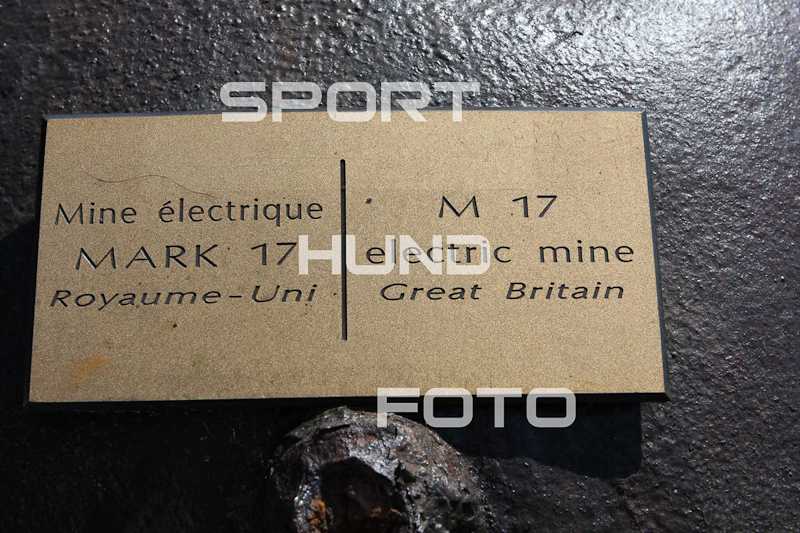 SPORT
Mine électrique
MARK 17
Royaume-Uni
M 17
electric mine
Great Britain
HUND
FOTO